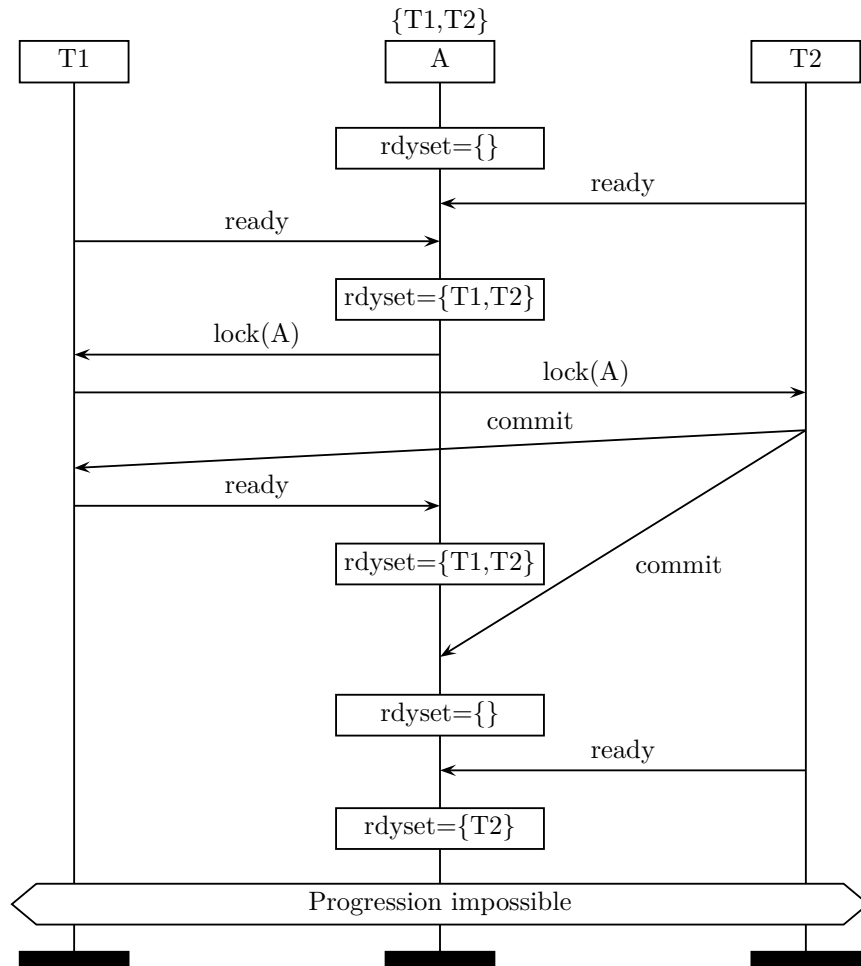 {T1,T2}
T1
A
T2
rdyset={}
ready
ready
rdyset={T1,T2}
lock(A)
lock(A)
commit
ready
rdyset={T1,T2}
commit
rdyset={}
ready
rdyset={T2}
Progression impossible